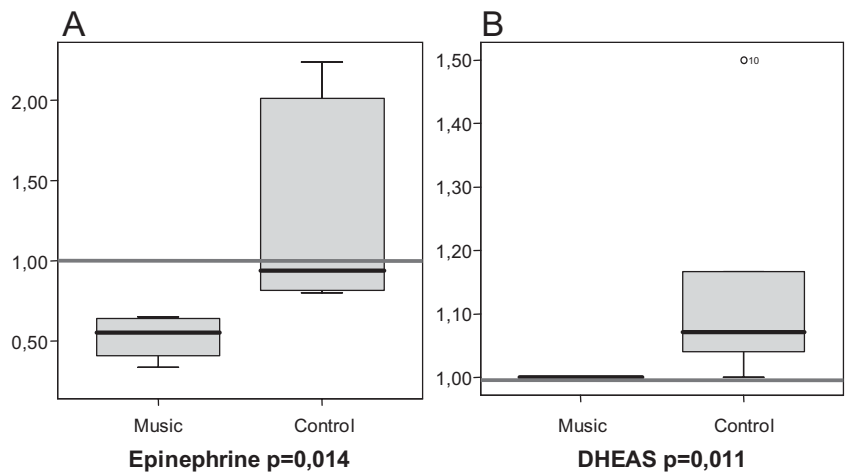 A
2,00
1,50
1,00
0,50
Music Control
Epinephrine p=0,014
B
1,50
10
1,40
1,30
1,20
1,10
1,00
Music Control
DHEAS p=0,011